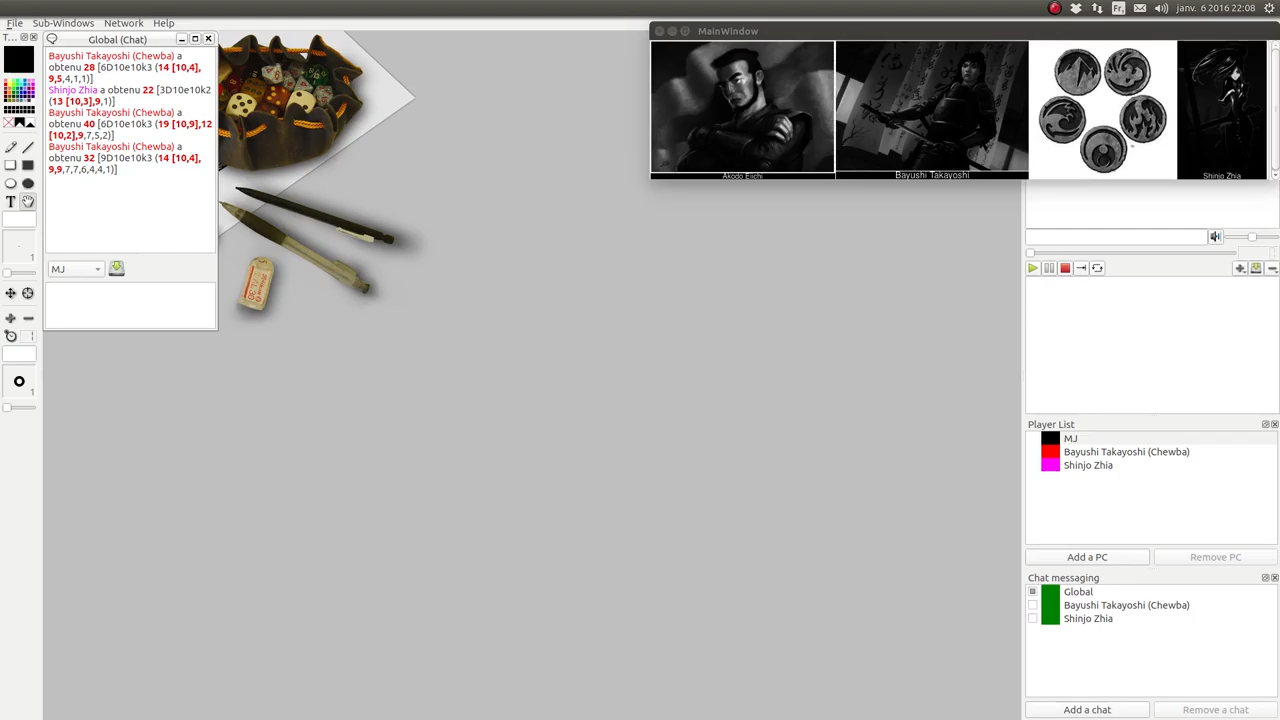 Fr₁
janv. 6 2016 22:08
File Sub-Windows Network Help
MainWindow
T...
Global (Chat)
Bayushi Takayoshi (Chewba) a
obtenu 28 [6D10e10k3 (14 [10,4],
9,5,4,1,1)]
Shinjo Zhia a obtenu 22 [3D10e10k2
(13 [10,3],9,1)]
Bayushi Takayoshi (Chewba) a
obtenu 40 [6D10e10k3 (19 [10,9],12
[10,2],9,7,5,2)]
Bayushi Takayoshi (Chewba) a
obtenu 32 [9D10e10k3 (14 [10,4],
9,9,7,7,6,4,4,1)]
Akodo Eiichi
Bayushi Takayoshi
Shinjo Zhia
T
1
MJ
1
Player List
MJ
Bayushi Takayoshi (Chewba)
Shinjo Zhia
Add a PC
Remove PC
Chat messaging
Global
Bayushi Takayoshi (Chewba)
Shinjo Zhia
Add a chat
Remove a chat